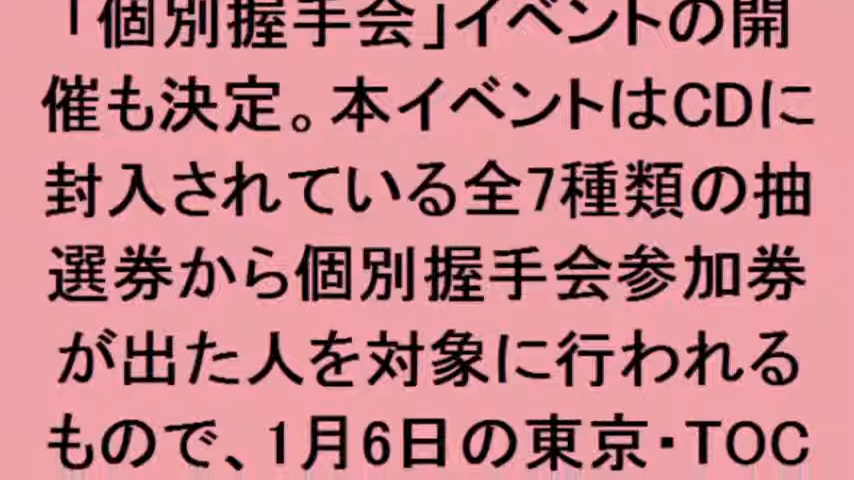 「個別握手会」イベントの開
催も決定。本イベントはCDに
封入されている全7種類の抽
選券から個別握手会参加券
が出た人を対象に行われる
もので、1月6日の東京・TOC